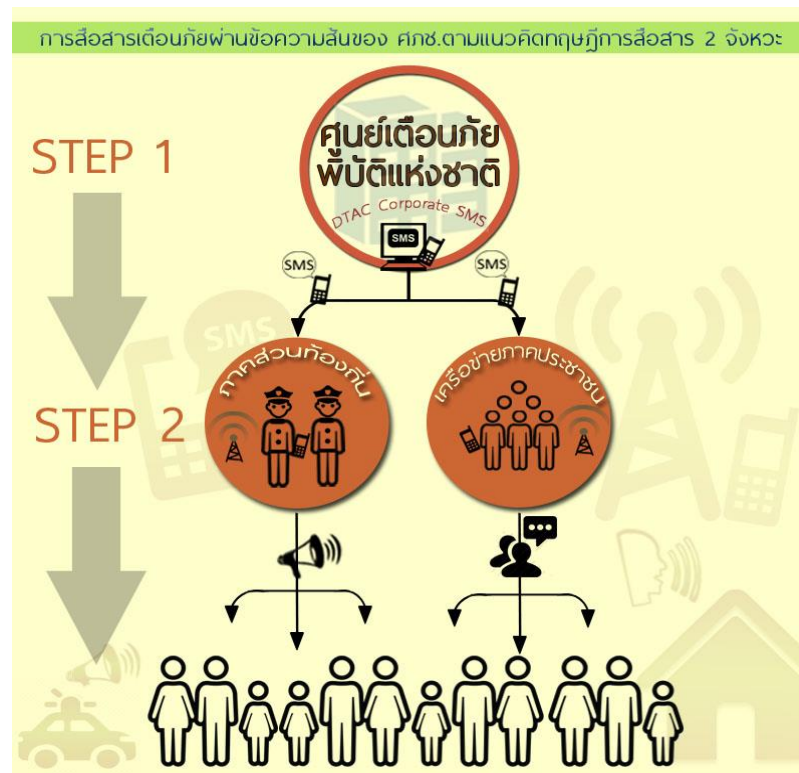 การสื่อสารเตือนภัยผ่านข้อความสั้นของ ศภช.ตามแนวคิดทฤษฎีการสื่อสาร 2 จังหวะ
STEP 1
ศูนย์เตือนภัย
พิบัติแห่งชาติ
DTAC Corporate SMS
SMS
SMS
SMS
SMS
ภาคส่วนท้องถิ่น
เครือข่ายภาคประชาชน
STEP 2